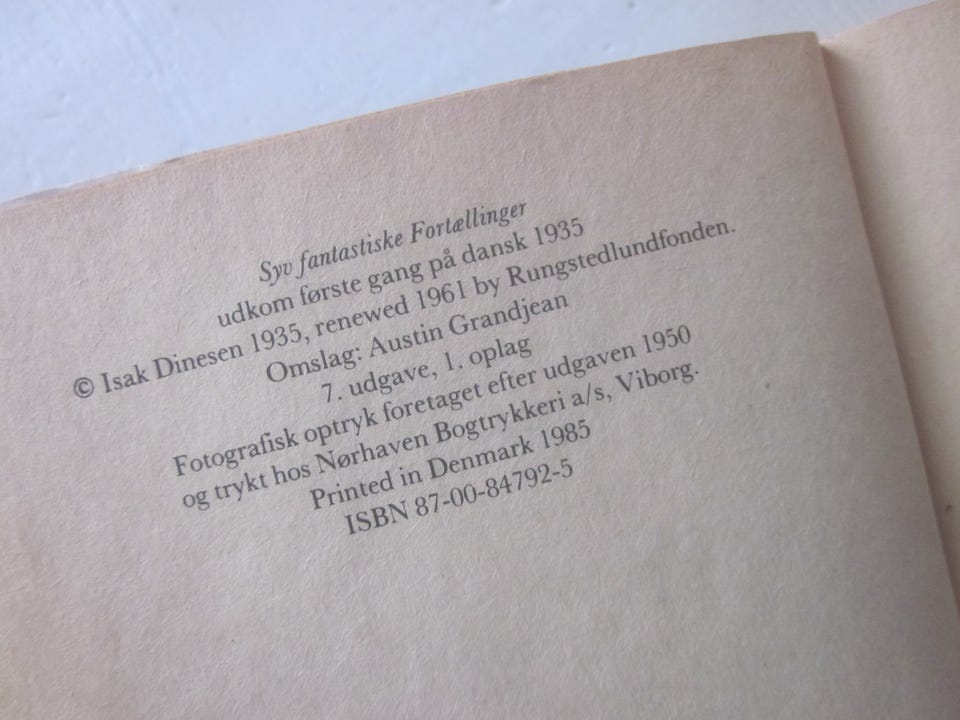 Syv fantastiske Fortællinger
udkom første gang på dansk 1935
© Isak Dinesen 1935, renewed 1961 by Rungstedlundfonden.
Omslag: Austin Grandjean
7. udgave, 1. oplag
Fotografisk optryk foretaget efter udgaven 1950
og trykt hos Nørhaven Bogtrykkeri a/s, Viborg.
Printed in Denmark 1985
ISBN 87-00-84792-5